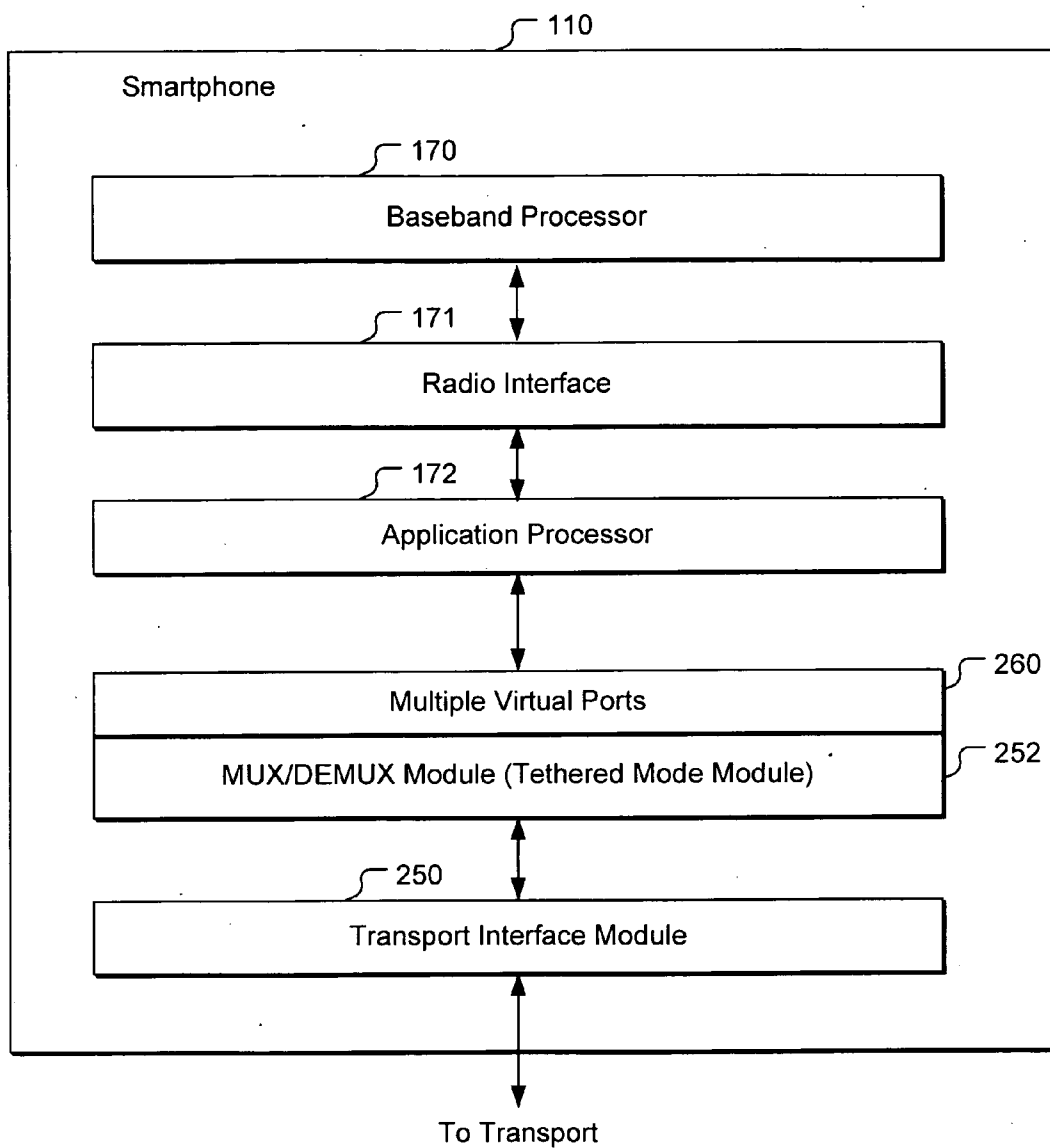 110
Smartphone
170
Baseband Processor
171
Radio Interface
172
Application Processor
260
Multiple Virtual Ports
252
MUX/DEMUX Module (Tethered Mode Module)
250
Transport Interface Module
To Transport